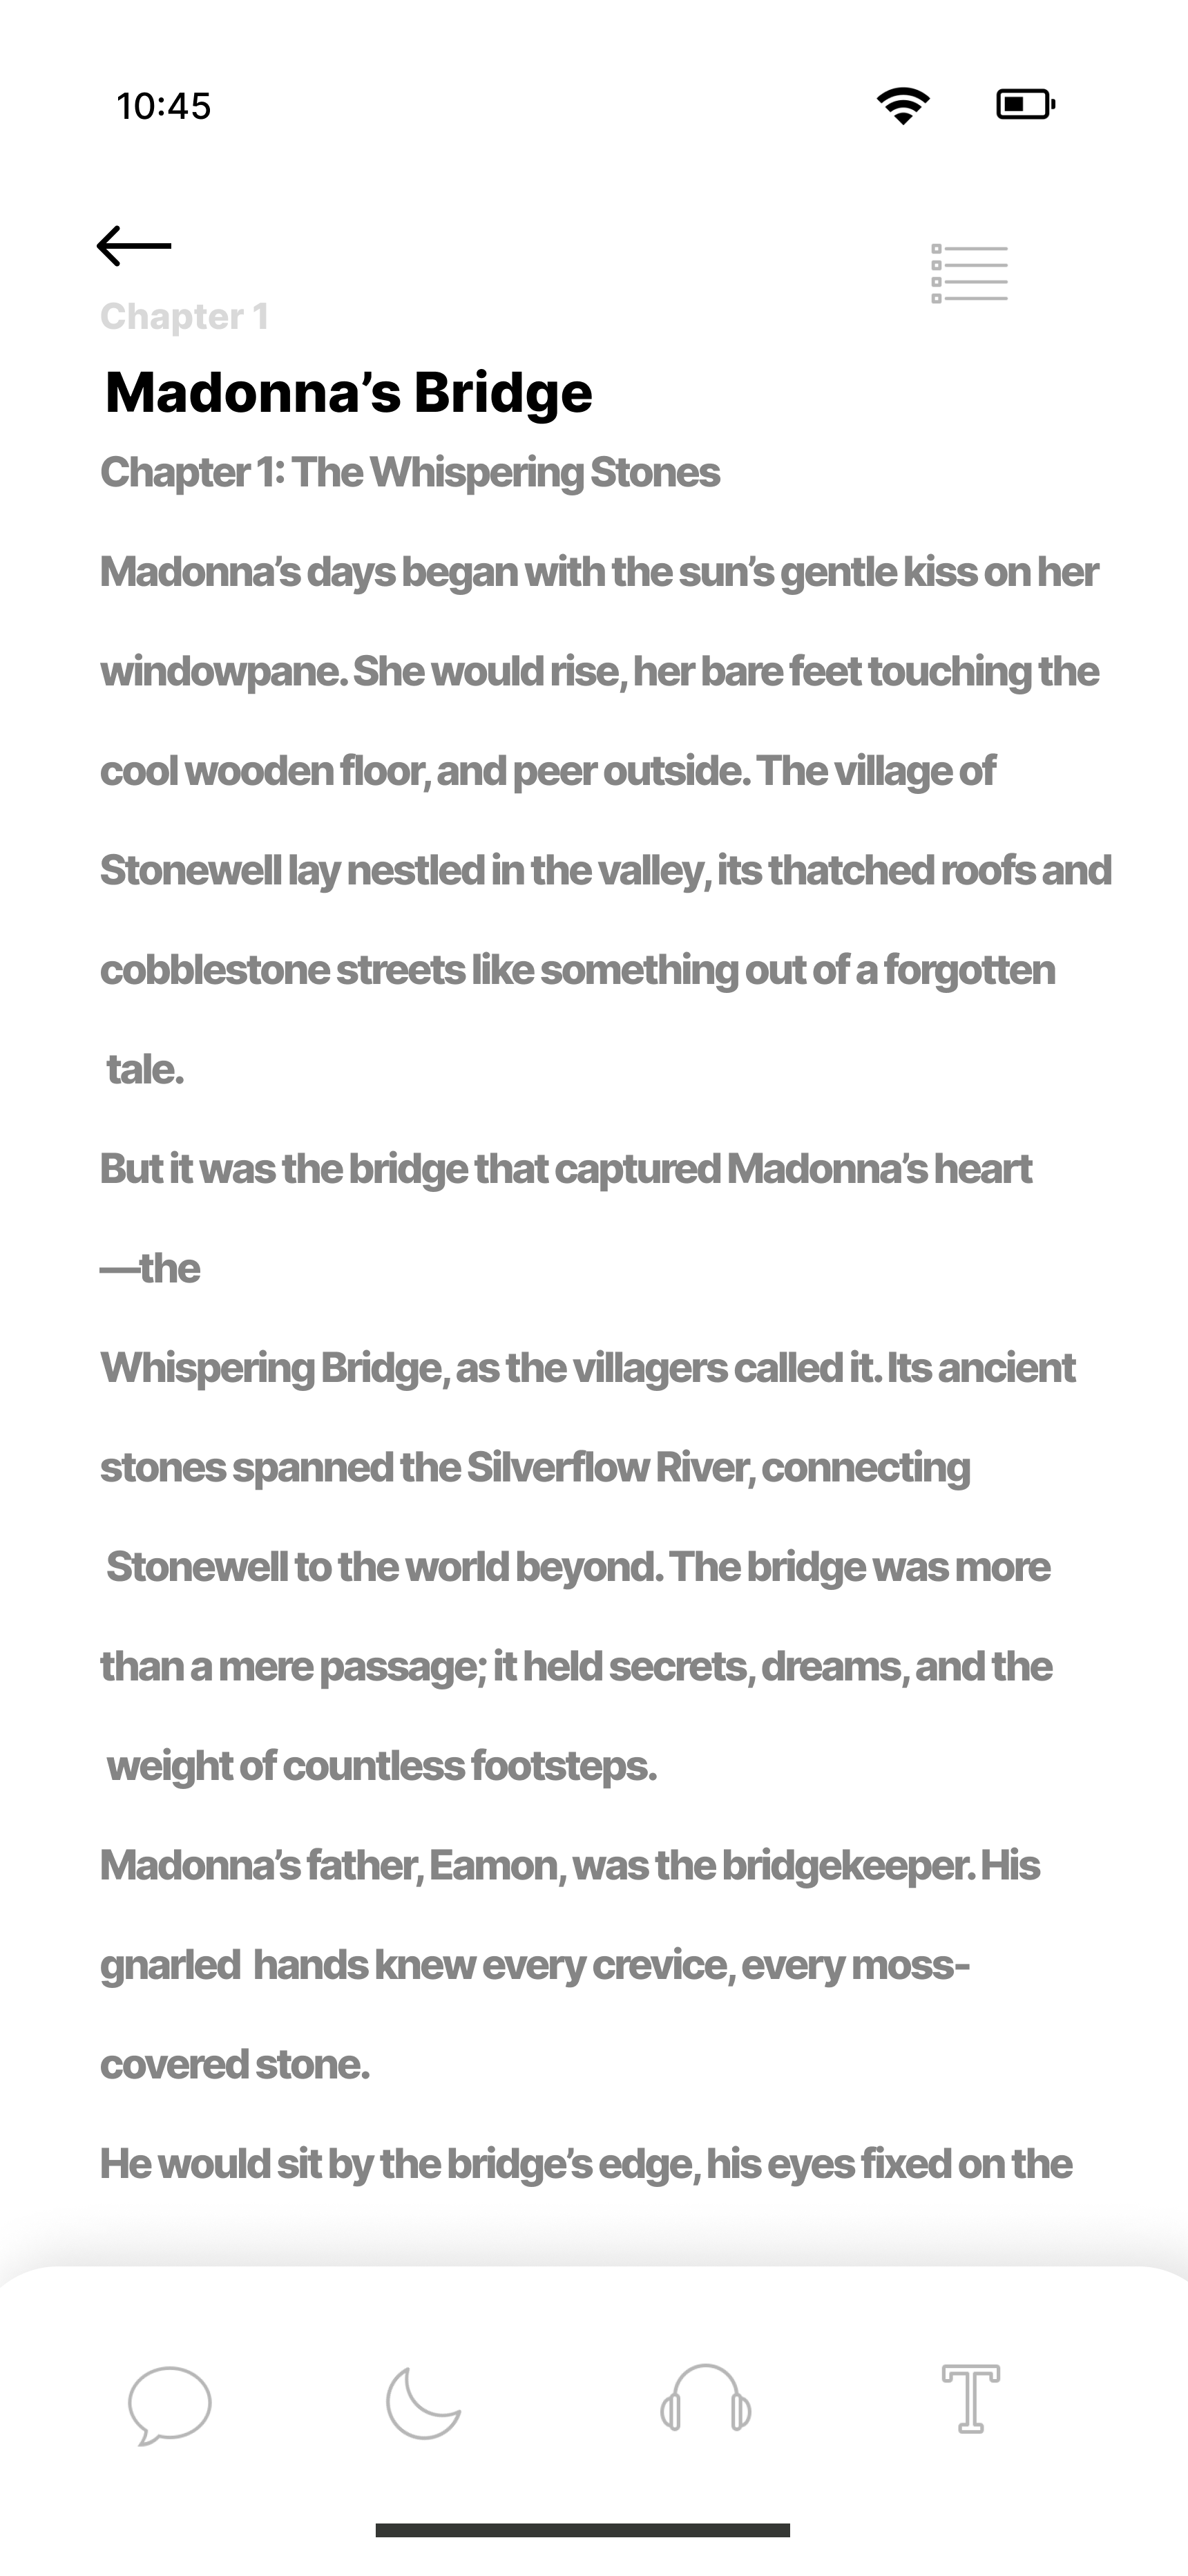 10:45
Chapter 1
Madonna’s Bridge
Chapter 1: The Whispering Stones
Madonna’s days began with the sun’s gentle kiss on her
windowpane. She would rise, her bare feet touching the
cool wooden floor, and peer outside. The village of
Stonewell lay nestled in the valley, its thatched roofs and
cobblestone streets like something out of a forgotten
tale.
But it was the bridge that captured Madonna’s heart
—the
Whispering Bridge, as the villagers called it. Its ancient
stones spanned the Silverflow River, connecting
Stonewell to the world beyond. The bridge was more
than a mere passage; it held secrets, dreams, and the
weight of countless footsteps.
Madonna’s father, Eamon, was the bridgekeeper. His
gnarled  hands knew every crevice, every moss-
covered stone.
He would sit by the bridge’s edge, his eyes fixed on the
T